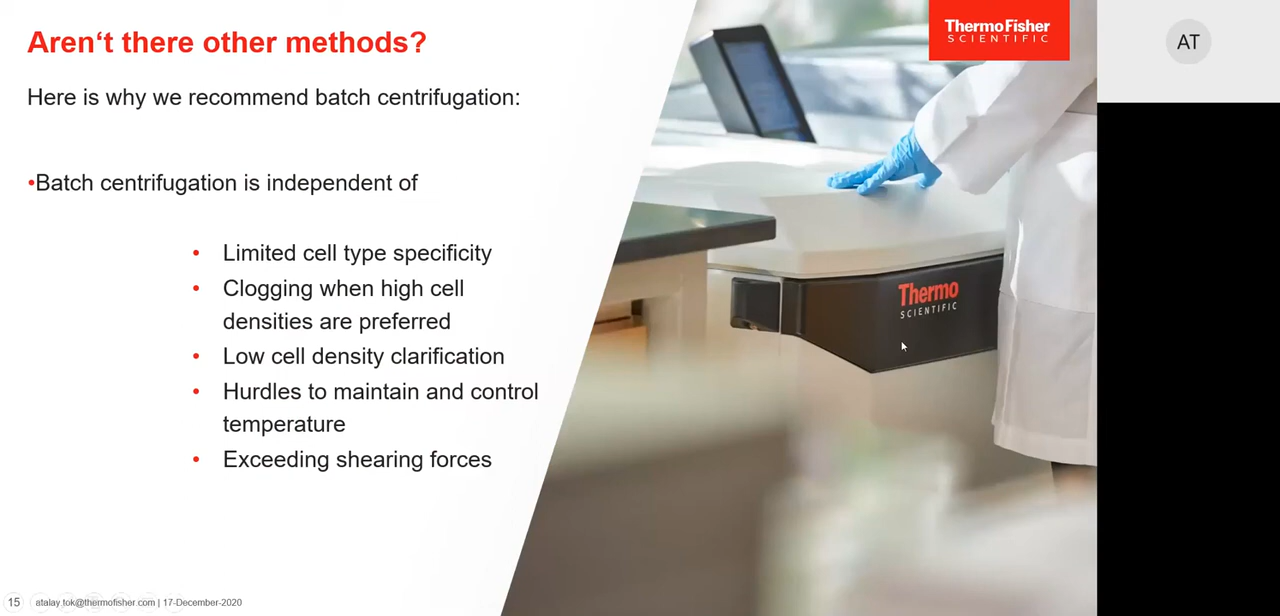 Aren‘t there other methods?
ThermoFisher
SCIENTIFIC
AT
Here is why we recommend batch centrifugation:
•Batch centrifugation is independent of
• Limited cell type specificity
• Clogging when high cell
densities are preferred
• Low cell density clarification
• Hurdles to maintain and control
temperature
• Exceeding shearing forces
Thermo
SCIENTIFIC
15 atalay.tok@thermofisher.com | 17-December-2020